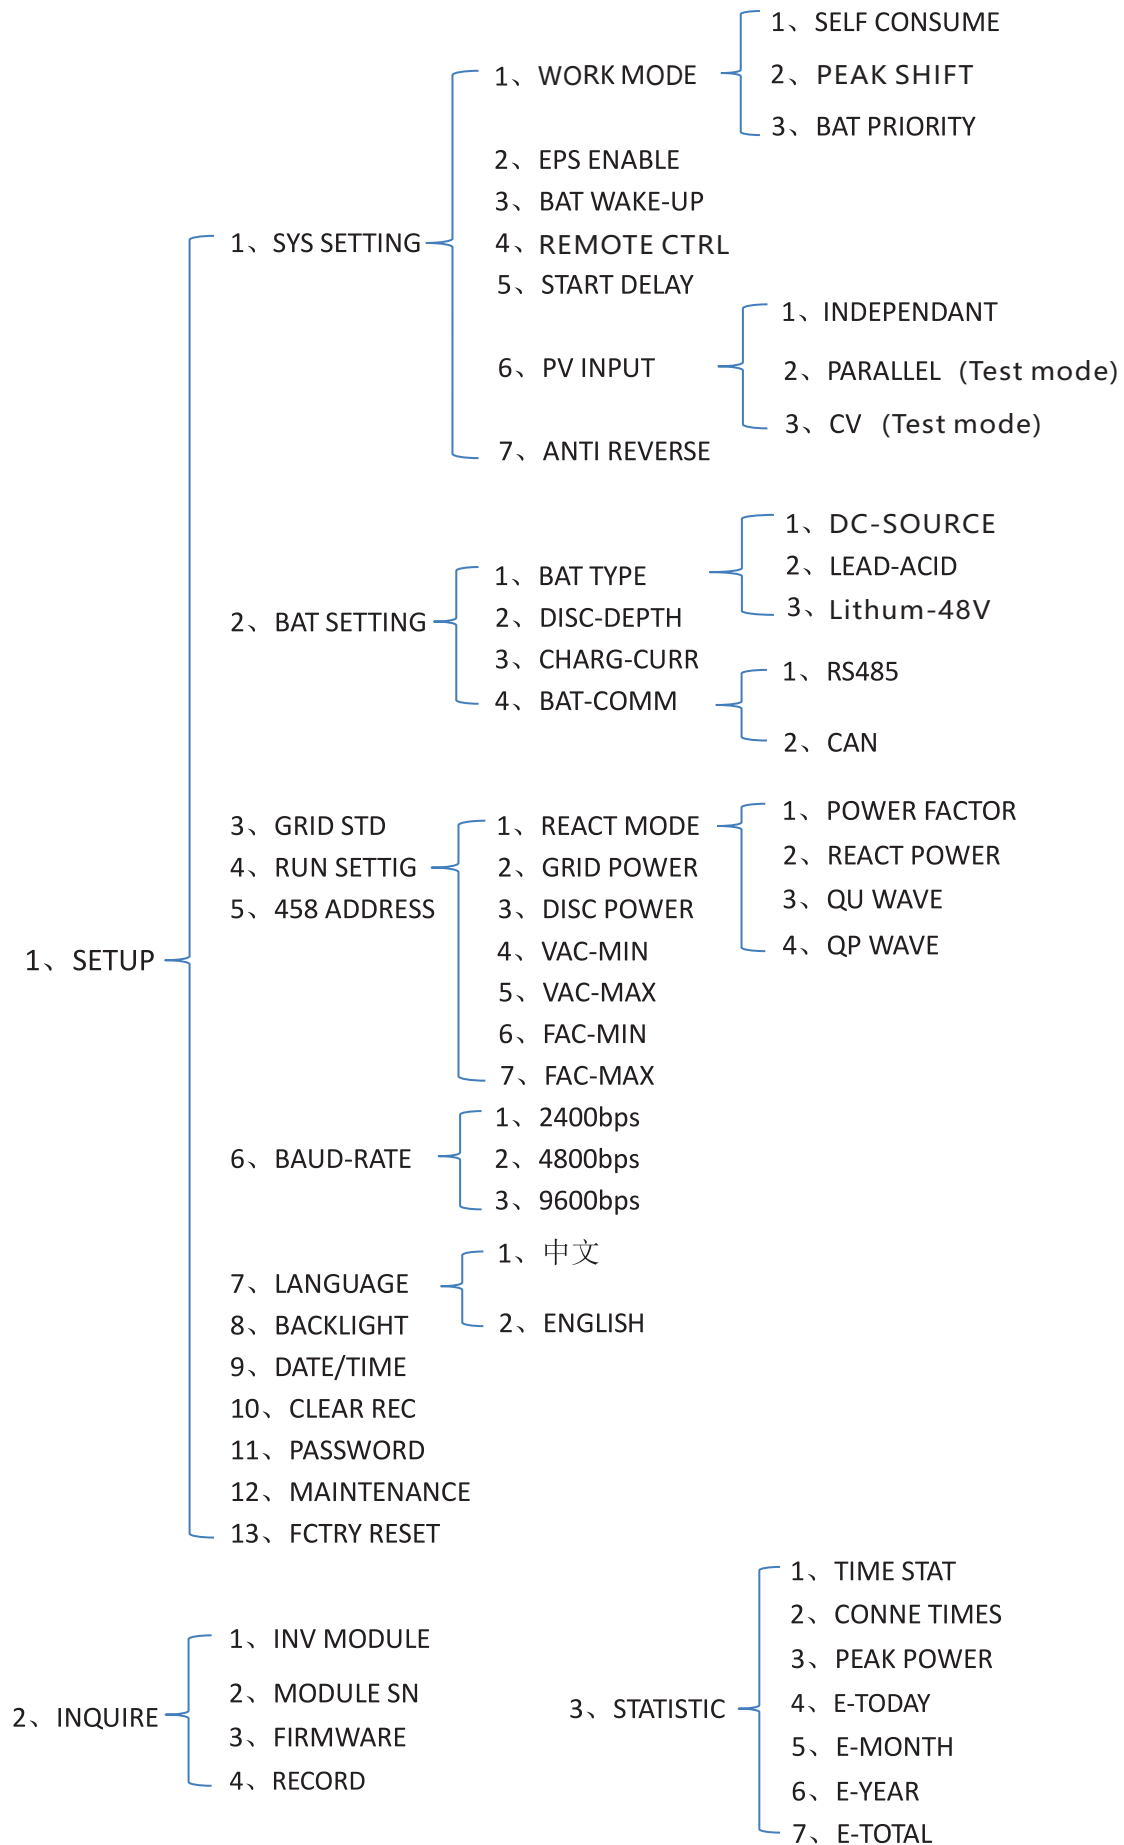 1、SETUP
1、SYS SETTING
1、WORK MODE
1、SELF CONSUME
2、PEAK SHIFT
3、BAT PRIORITY
2、EPS ENABLE
3、BAT WAKE-UP
4、REMOTE CTRL
5、START DELAY
6、PV INPUT
1、INDEPENDANT
2、PARALLEL (Test mode)
3、CV (Test mode)
7、ANTI REVERSE
2、BAT SETTING
1、BAT TYPE
1、DC-SOURCE
2、LEAD-ACID
3、Lithum-48V
2、DISC-DEPTH
3、CHARG-CURR
4、BAT-COMM
1、RS485
2、CAN
3、GRID STD
4、RUN SETTIG
1、REACT MODE
1、POWER FACTOR
2、REACT POWER
3、QU WAVE
4、QP WAVE
2、GRID POWER
3、DISC POWER
4、VAC-MIN
5、VAC-MAX
6、FAC-MIN
7、FAC-MAX
5、458 ADDRESS
6、BAUD-RATE
1、2400bps
2、4800bps
3、9600bps
7、LANGUAGE
1、中文
2、ENGLISH
8、BACKLIGHT
9、DATE/TIME
10、CLEAR REC
11、PASSWORD
12、MAINTENANCE
13、FCTRY RESET
2、INQUIRE
1、INV MODULE
2、MODULE SN
3、FIRMWARE
4、RECORD
3、STATISTIC
1、TIME STAT
2、CONNE TIMES
3、PEAK POWER
4、E-TODAY
5、E-MONTH
6、E-YEAR
7、E-TOTAL